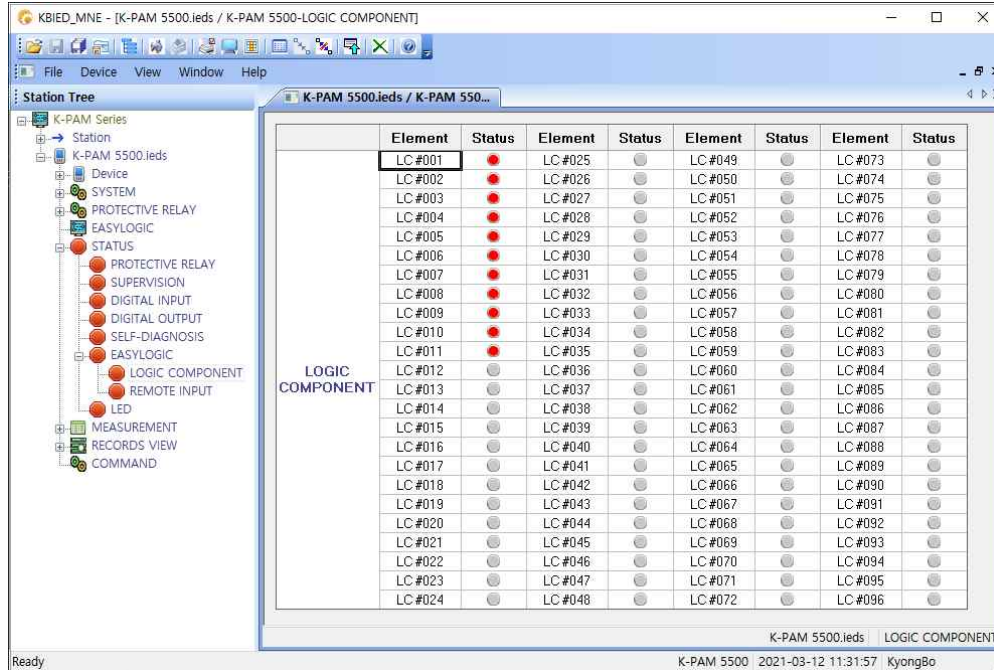 KBIED_MNE - [K-PAM 5500.ieds / K-PAM 5500-LOGIC COMPONENT]
File Device View Window Help
Station Tree
K-PAM 5500.ieds / K-PAM 550...
K-PAM Series
Station
K-PAM 5500.ieds
Device
SYSTEM
PROTECTIVE RELAY
EASYLOGIC
STATUS
PROTECTIVE RELAY
SUPERVISION
DIGITAL INPUT
DIGITAL OUTPUT
SELF-DIAGNOSIS
EASYLOGIC
LOGIC COMPONENT
REMOTE INPUT
LED
MEASUREMENT
RECORDS VIEW
COMMAND
Element Status Element Status Element Status Element Status
LOGIC COMPONENT
LC #001 LC #025 LC #049 LC #073
LC #002 LC #026 LC #050 LC #074
LC #003 LC #027 LC #051 LC #075
LC #004 LC #028 LC #052 LC #076
LC #005 LC #029 LC #053 LC #077
LC #006 LC #030 LC #054 LC #078
LC #007 LC #031 LC #055 LC #079
LC #008 LC #032 LC #056 LC #080
LC #009 LC #033 LC #057 LC #081
LC #010 LC #034 LC #058 LC #082
LC #011 LC #035 LC #059 LC #083
LC #012 LC #036 LC #060 LC #084
LC #013 LC #037 LC #061 LC #085
LC #014 LC #038 LC #062 LC #086
LC #015 LC #039 LC #063 LC #087
LC #016 LC #040 LC #064 LC #088
LC #017 LC #041 LC #065 LC #089
LC #018 LC #042 LC #066 LC #090
LC #019 LC #043 LC #067 LC #091
LC #020 LC #044 LC #068 LC #092
LC #021 LC #045 LC #069 LC #093
LC #022 LC #046 LC #070 LC #094
LC #023 LC #047 LC #071 LC #095
LC #024 LC #048 LC #072 LC #096
K-PAM 5500.ieds LOGIC COMPONENT
Ready K-PAM 5500 2021-03-12 11:31:57 KyongBo